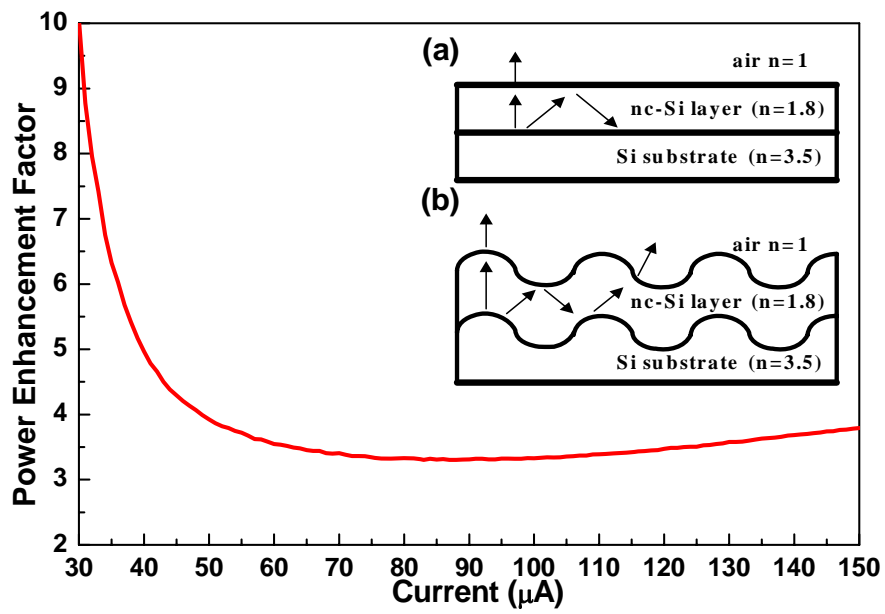 Power Enhancement Factor
10
9
8
7
6
5
4
3
2
(a)
air n=1
nc-Si layer (n=1.8)
Si substrate (n=3.5)
(b)
air n=1
nc-Si layer (n=1.8)
Si substrate (n=3.5)
30 40 50 60 70 80 90 100 110 120 130 140 150
Current (μA)